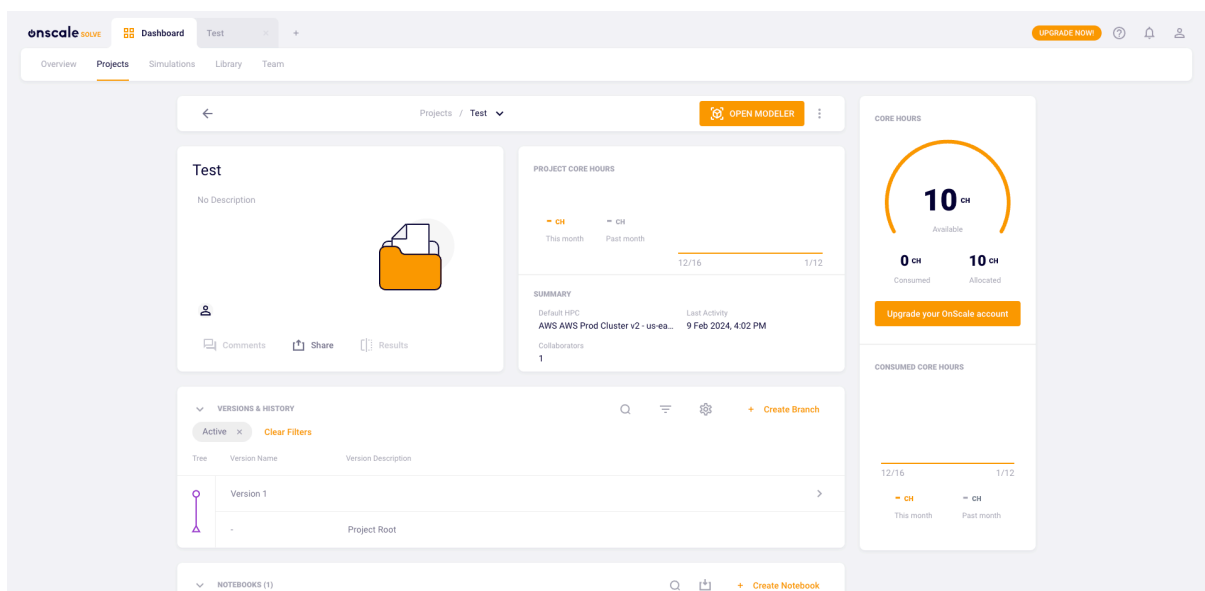 onscale SOLVE
Dashboard
Test ×
+
UPGRADE NOW!
Overview Projects Simulations Library Team
Projects / Test
OPEN MODELER
Test
No Description
Comments Share Results
PROJECT CORE HOURS
- CH - CH
This month Past month
12/16 1/12
SUMMARY
Default HPC Last Activity
AWS AWS Prod Cluster v2 - us-ea... 9 Feb 2024, 4:02 PM
Collaborators
1
CORE HOURS
10 CH
Available
0 CH 10 CH
Consumed Allocated
Upgrade your OnScale account
CONSUMED CORE HOURS
12/16 1/12
- CH - CH
This month Past month
VERSIONS & HISTORY
+ Create Branch
Active ×
Clear Filters
Tree Version Name Version Description
Version 1
- Project Root
NOTEBOOKS (1)
+ Create Notebook